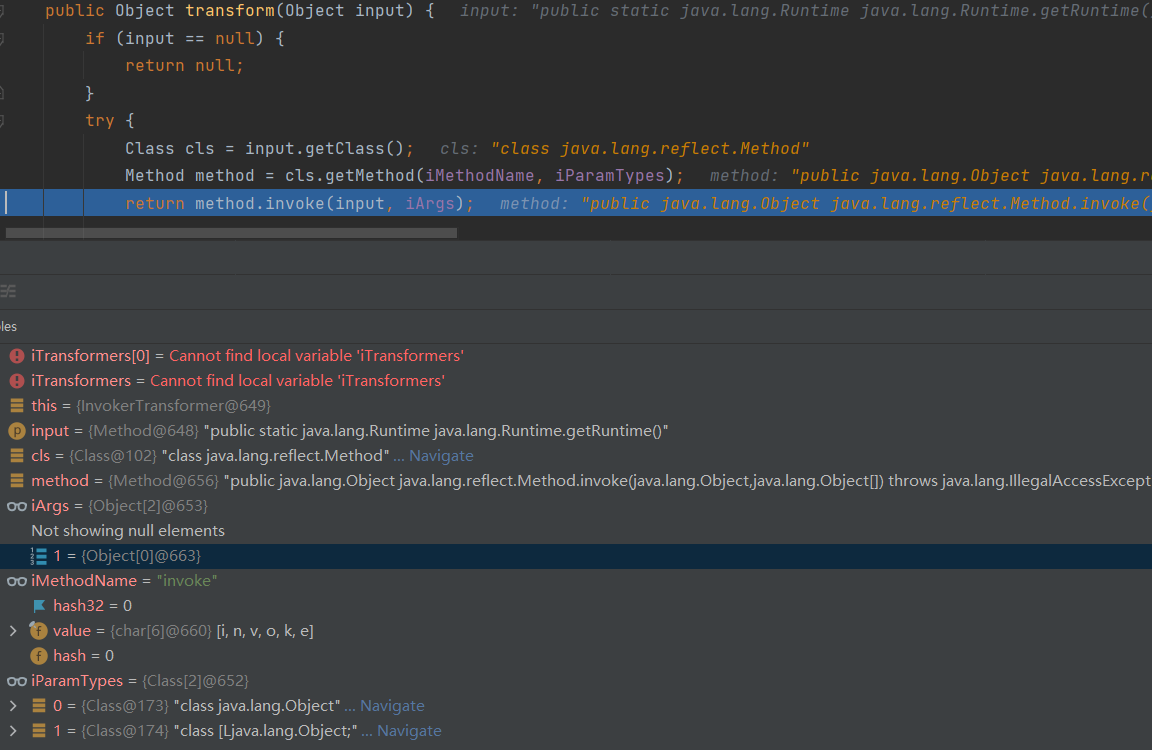 public Object transform(Object input) {   input: "public static java.lang.Runtime java.lang.Runtime.getRuntime(
if (input == null) {
return null;
}
try {
Class cls = input.getClass();   cls: "class java.lang.reflect.Method"
Method method = cls.getMethod(iMethodName, iParamTypes);   method: "public java.lang.Object java.lang.re
return method.invoke(input, iArgs);   method: "public java.lang.Object java.lang.reflect.Method.invoke(
les
iTransformers[0] = Cannot find local variable 'iTransformers'
iTransformers = Cannot find local variable 'iTransformers'
this = {InvokerTransformer@649}
p input = {Method@648} "public static java.lang.Runtime java.lang.Runtime.getRuntime()"
cls = {Class@102} "class java.lang.reflect.Method" ... Navigate
method = {Method@656} "public java.lang.Object java.lang.reflect.Method.invoke(java.lang.Object,java.lang.Object[]) throws java.lang.IllegalAccessExcept
iArgs = {Object[2]@653}
Not showing null elements
1 = {Object[0]@663}
iMethodName = "invoke"
hash32 = 0
f value = {char[6]@660} [i, n, v, o, k, e]
f hash = 0
iParamTypes = {Class[2]@652}
0 = {Class@173} "class java.lang.Object" ... Navigate
1 = {Class@174} "class [Ljava.lang.Object;" ... Navigate